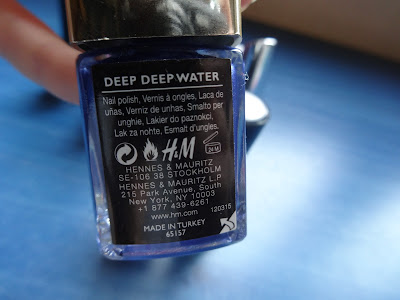 DEEP DEEP WATER
Nail polish, Vernis à ongles, Laca de
uñas, Verniz de unhas, Smalto per
unghie, Lakier do paznokci,
Lak za nohte, Esmalt d'ungles.
H&M
24 M
HENNES & MAURITZ
SE-106 38 STOCKHOLM
HENNES & MAURITZ L.P
215 Park Avenue, South
New York, NY 10003
+1 877 439-6261
www.hm.com
120315
MADE IN TURKEY
65157